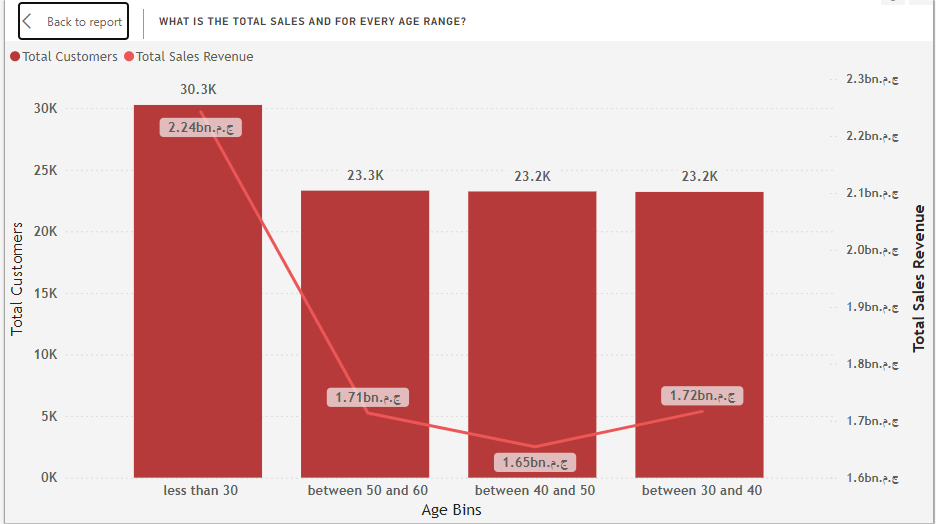 Back to report
WHAT IS THE TOTAL SALES AND FOR EVERY AGE RANGE?
Total Customers Total Sales Revenue
30K
25K
20K
15K
10K
5K
0K
Total Customers
30.3K
23.3K
23.2K
23.2K
2.24bn.ج.م
1.71bn.ج.م
1.65bn.ج.م
1.72bn.ج.م
2.3bn.ج.م
2.2bn.ج.م
2.1bn.ج.م
2.0bn.ج.م
1.9bn.ج.م
1.8bn.ج.م
1.7bn.ج.م
1.6bn.ج.م
Total Sales Revenue
less than 30
between 50 and 60
between 40 and 50
between 30 and 40
Age Bins